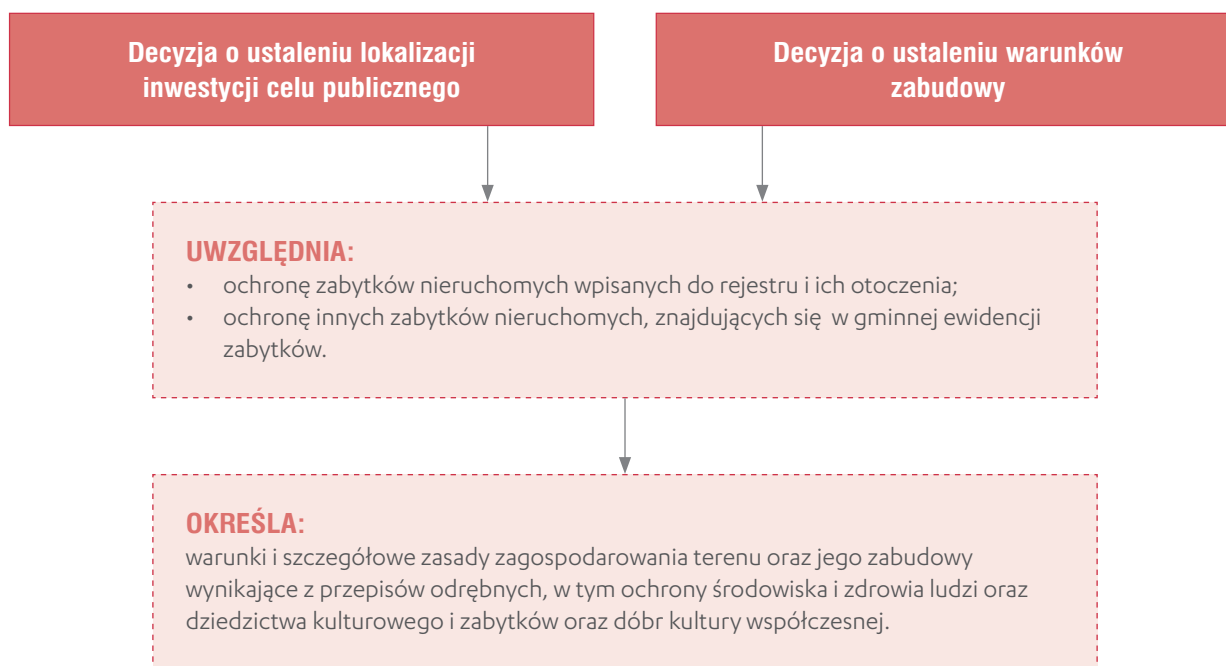 Decyzja o ustaleniu lokalizacji
inwestycji celu publicznego
Decyzja o ustaleniu warunków
zabudowy
UWZGLĘDNIA:
• ochronę zabytków nieruchomych wpisanych do rejestru i ich otoczenia;
• ochronę innych zabytków nieruchomych, znajdujących się w gminnej ewidencji
zabytków.
OKREŚLA:
warunki i szczegółowe zasady zagospodarowania terenu oraz jego zabudowy
wynikające z przepisów odrębnych, w tym ochrony środowiska i zdrowia ludzi oraz
dziedzictwa kulturowego i zabytków oraz dóbr kultury współczesnej.